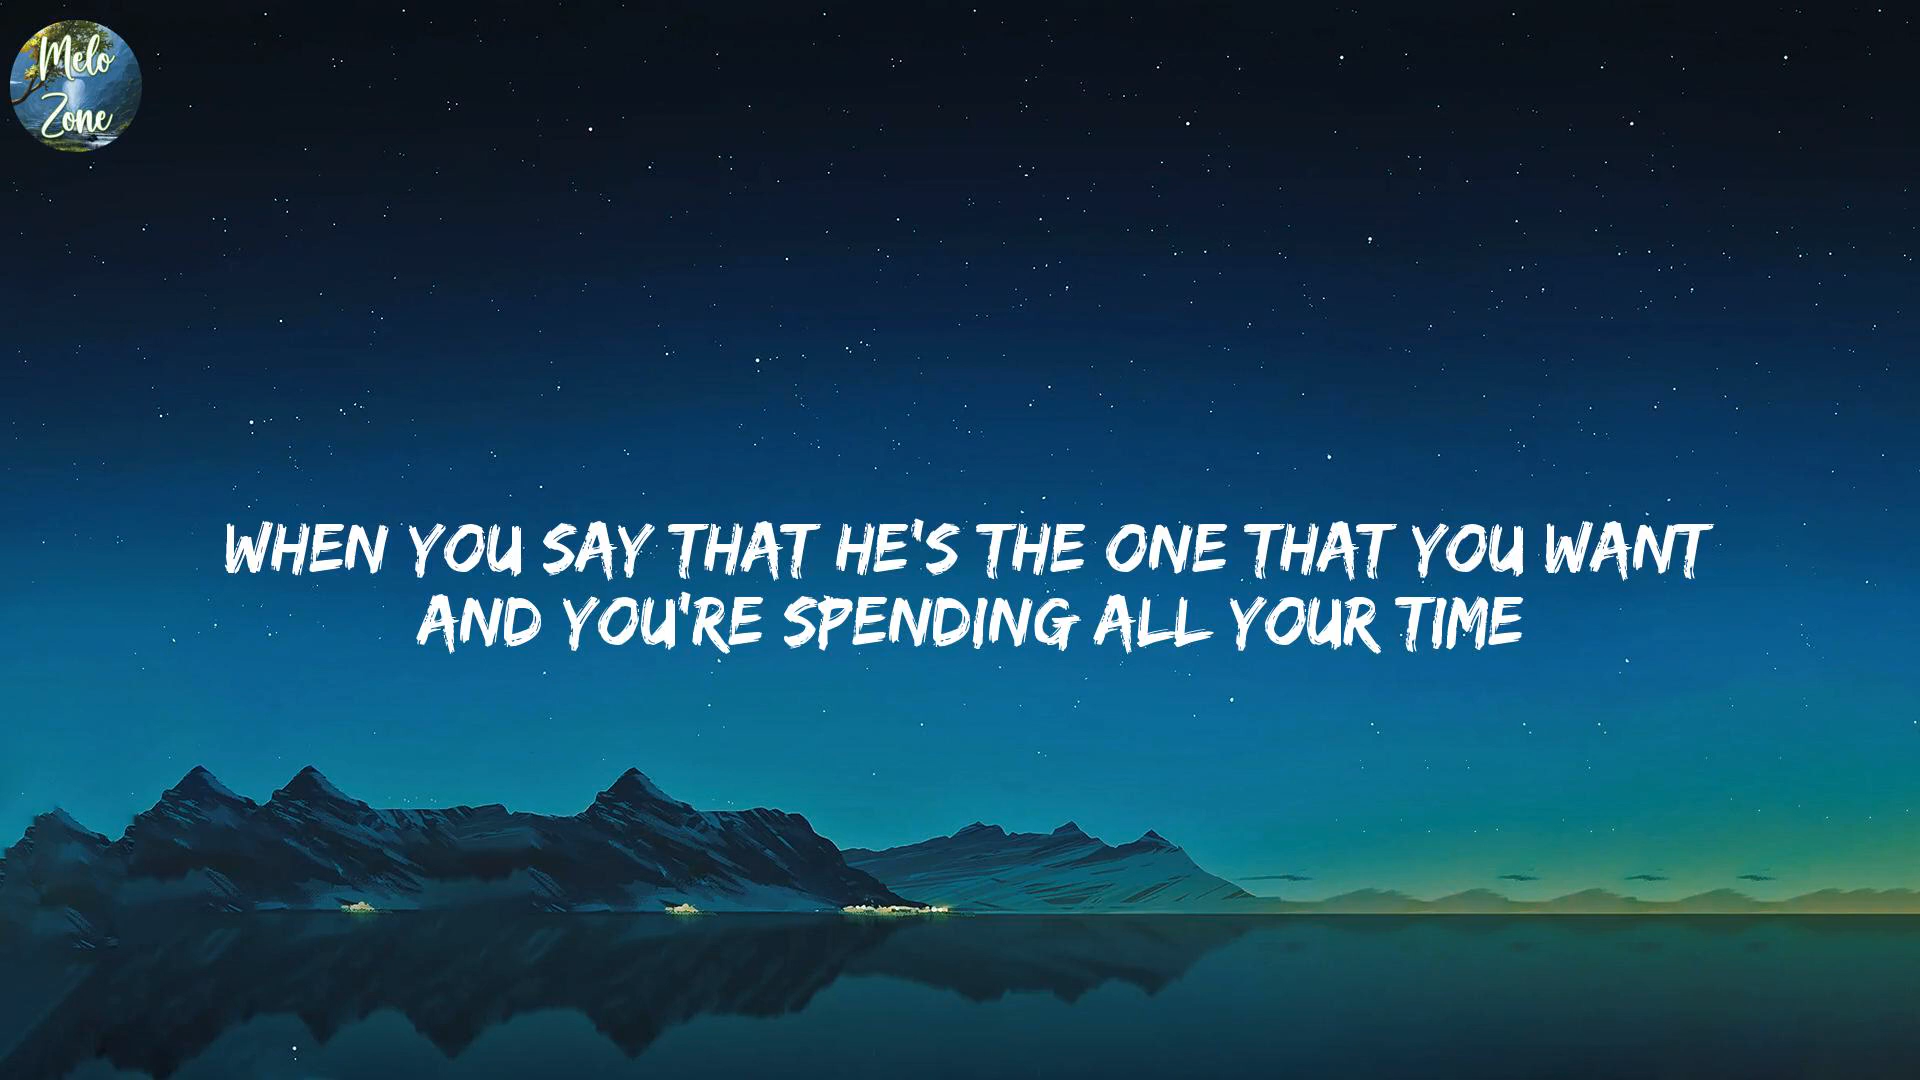 Melo
Zone
WHEN YOU SAY THAT HE'S THE ONE THAT YOU WANT
AND YOU'RE SPENDING ALL YOUR TIME